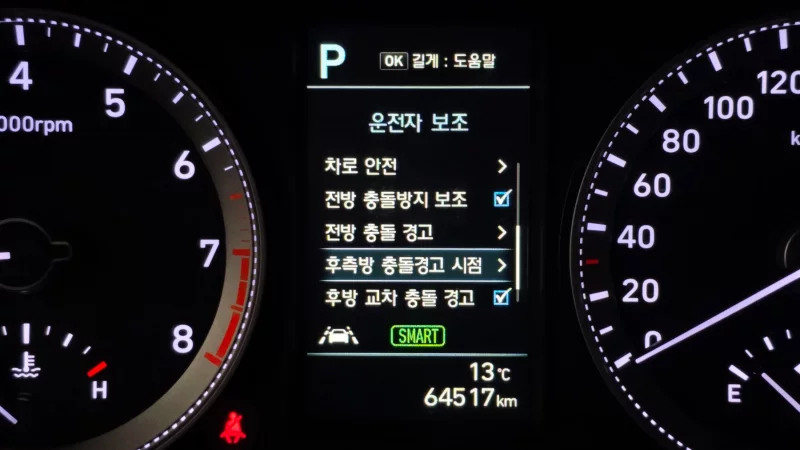 P OK 길게 : 도움말
운전자 보조
차로 안전
전방 충돌방지 보조
전방 충돌 경고
후측방 충돌경고 시점
후방 교차 충돌 경고
SMART
13℃
64517km
4
5
6
7
8
000rpm
H
120
100
80
60
40
20
0
k
E